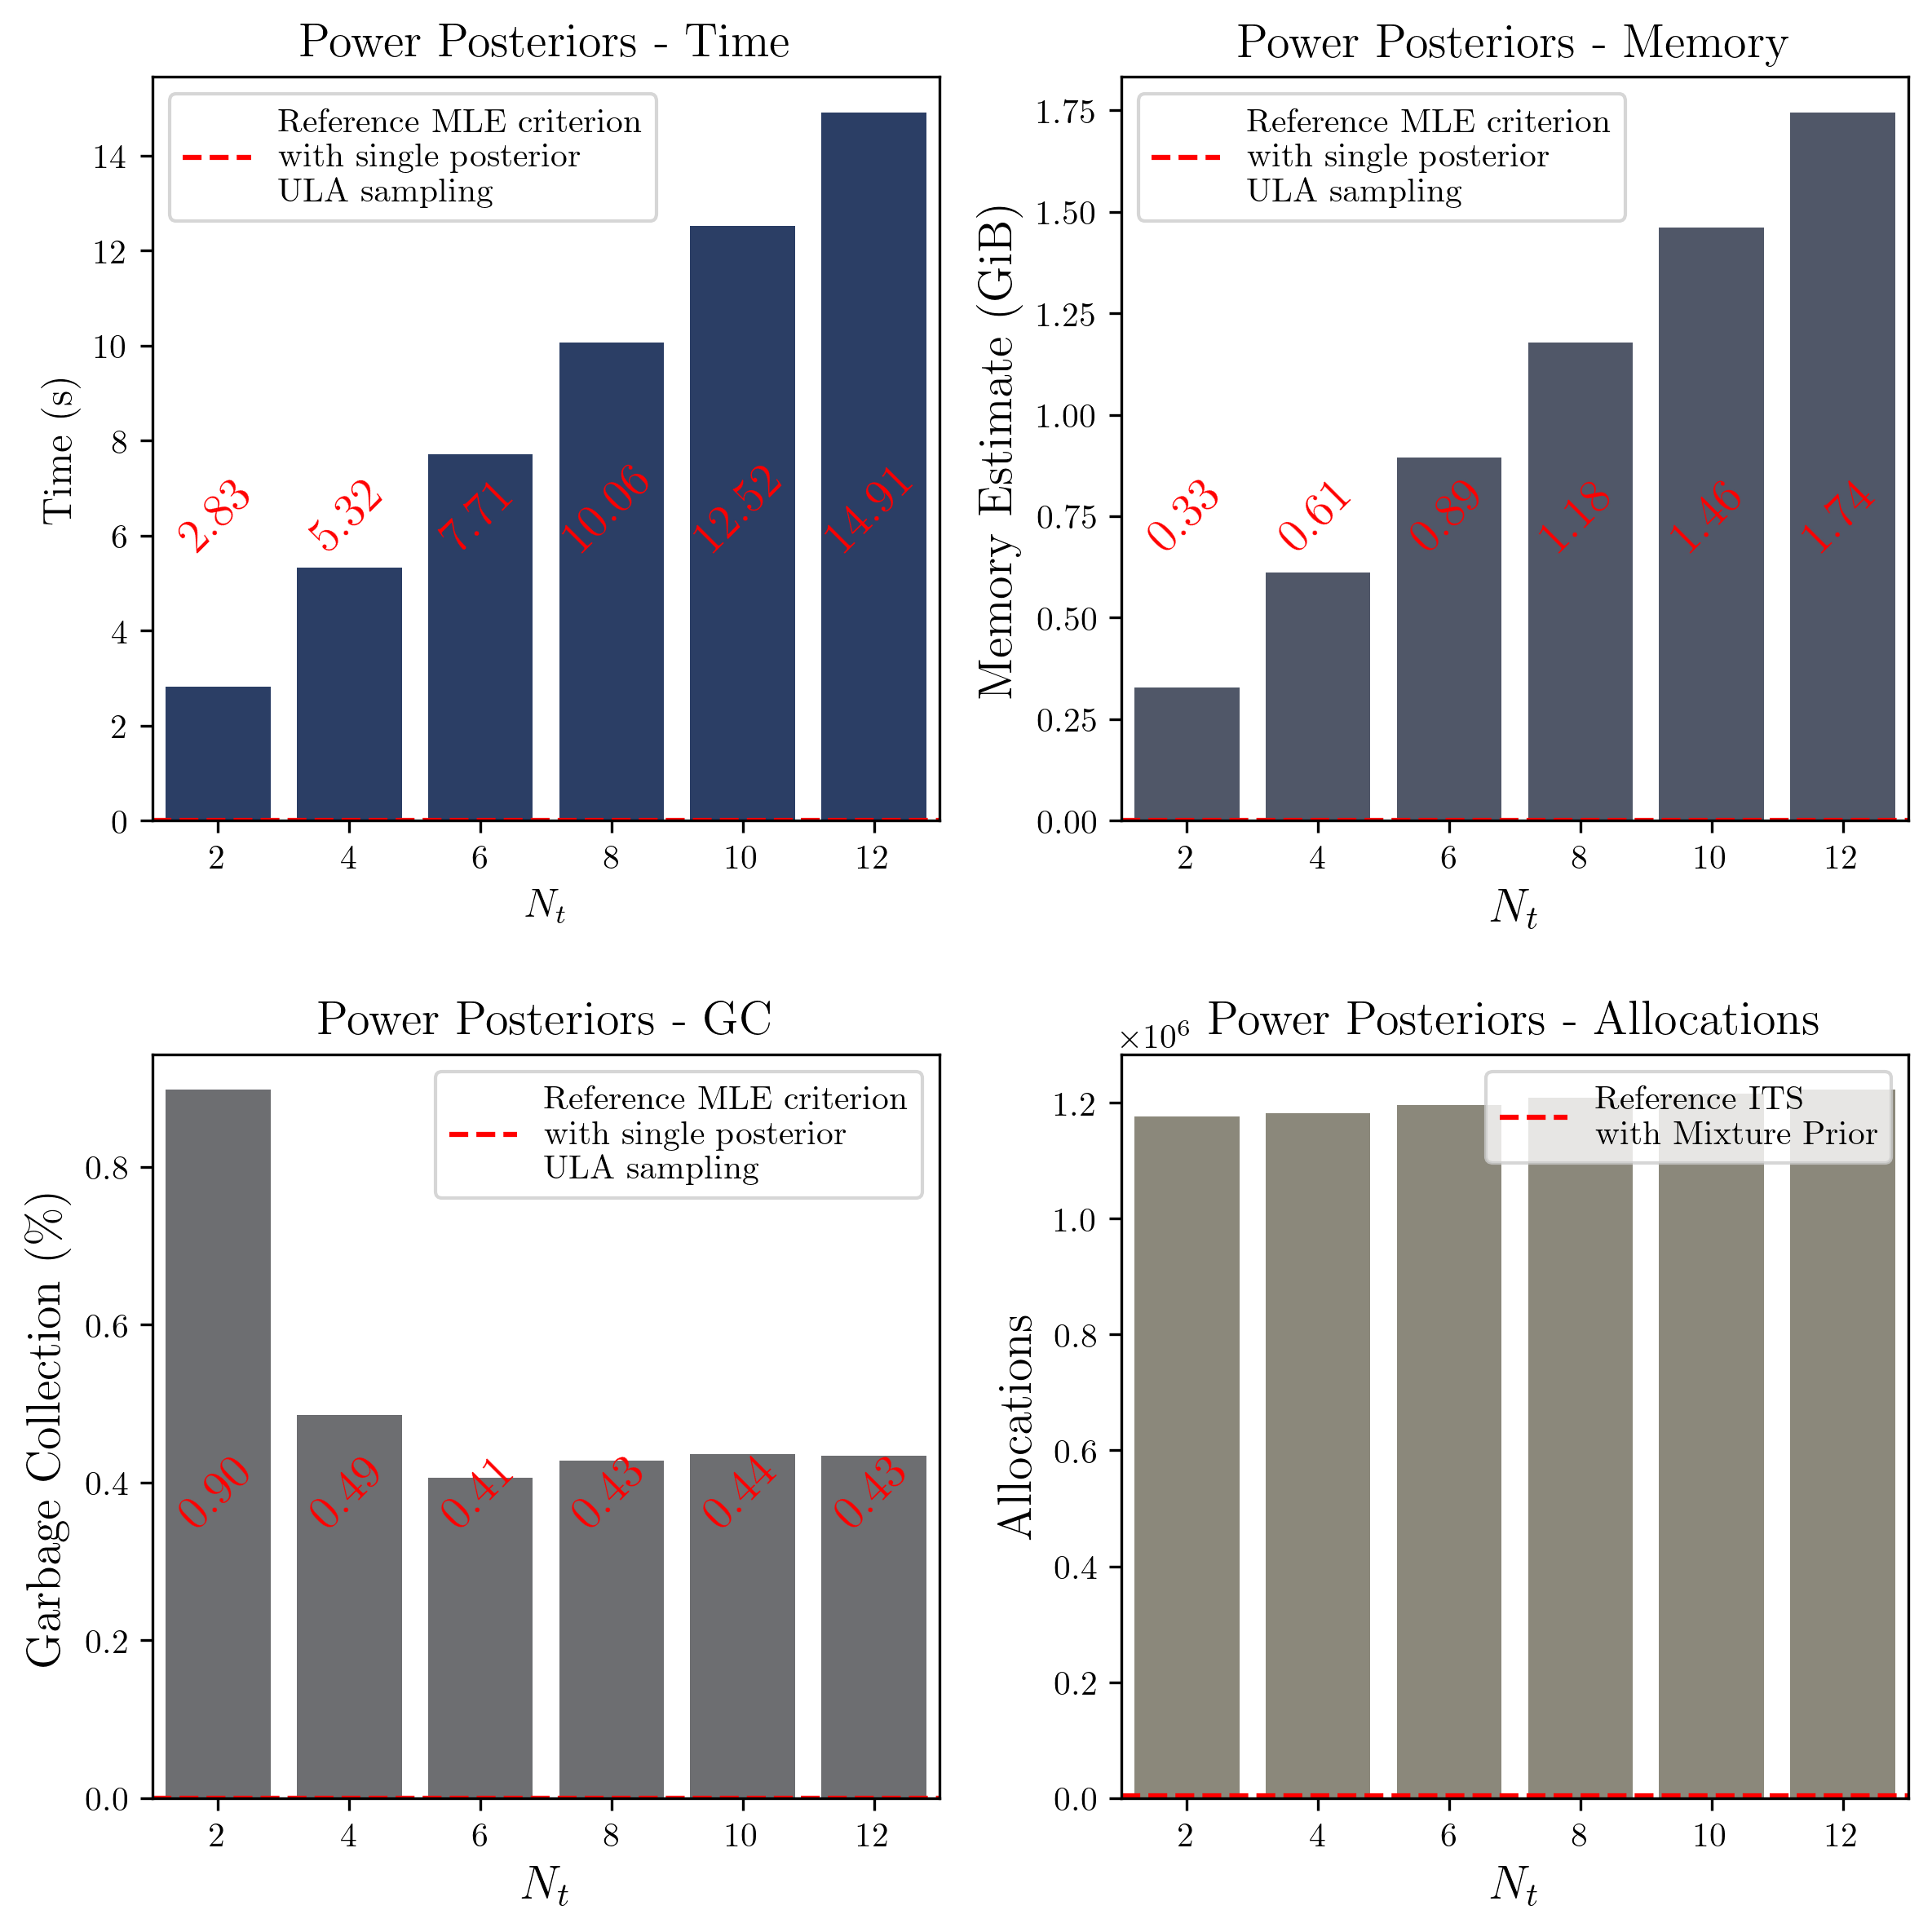 Power Posteriors - Time
Reference MLE criterion
with single posterior
ULA sampling
Time (s)
14
12
10
8
6
4
2
0
2.83
5.32
7.71
10.06
12.52
14.91
2 4 6 8 10 12
N_t
Power Posteriors - Memory
Reference MLE criterion
with single posterior
ULA sampling
Memory Estimate (GiB)
1.75
1.50
1.25
1.00
0.75
0.50
0.25
0.00
0.33
0.61
0.89
1.18
1.46
1.74
2 4 6 8 10 12
N_t
Power Posteriors - GC
Reference MLE criterion
with single posterior
ULA sampling
Garbage Collection (%)
0.8
0.6
0.4
0.2
0.0
0.90
0.49
0.41
0.43
0.44
0.43
2 4 6 8 10 12
N_t
Power Posteriors - Allocations
×10⁶
Reference ITS
with Mixture Prior
Allocations
1.2
1.0
0.8
0.6
0.4
0.2
0.0
2 4 6 8 10 12
N_t